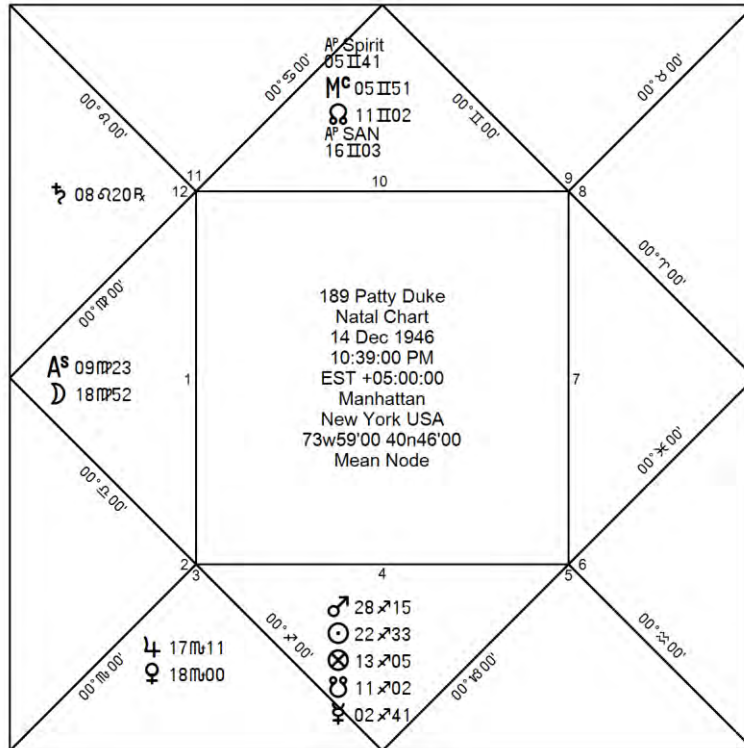 AP Spirit
05♊41
Mc 05♊51
☊ 11♊02
AP SAN
16♊03
00°♋00'
00°♊00'
00°♌00'
00°♉00'
11
12
10
9
8
♄ 08♌20℞
00°♍00'
00°♈00'
189 Patty Duke
Natal Chart
14 Dec 1946
10:39:00 PM
EST +05:00:00
Manhattan
New York USA
73w59'00 40n46'00
Mean Node
As 09♍23
☽ 18♍52
1
7
00°♎00'
00°♓00'
2
3
4
5
6
♂ 28♐15
☉ 22♐33
⊗ 13♐05
☋ 11♐02
☿ 02♐41
♃ 17♏11
♀ 18♏00
00°♏00'
00°♐00'
00°♑00'
00°♒00'